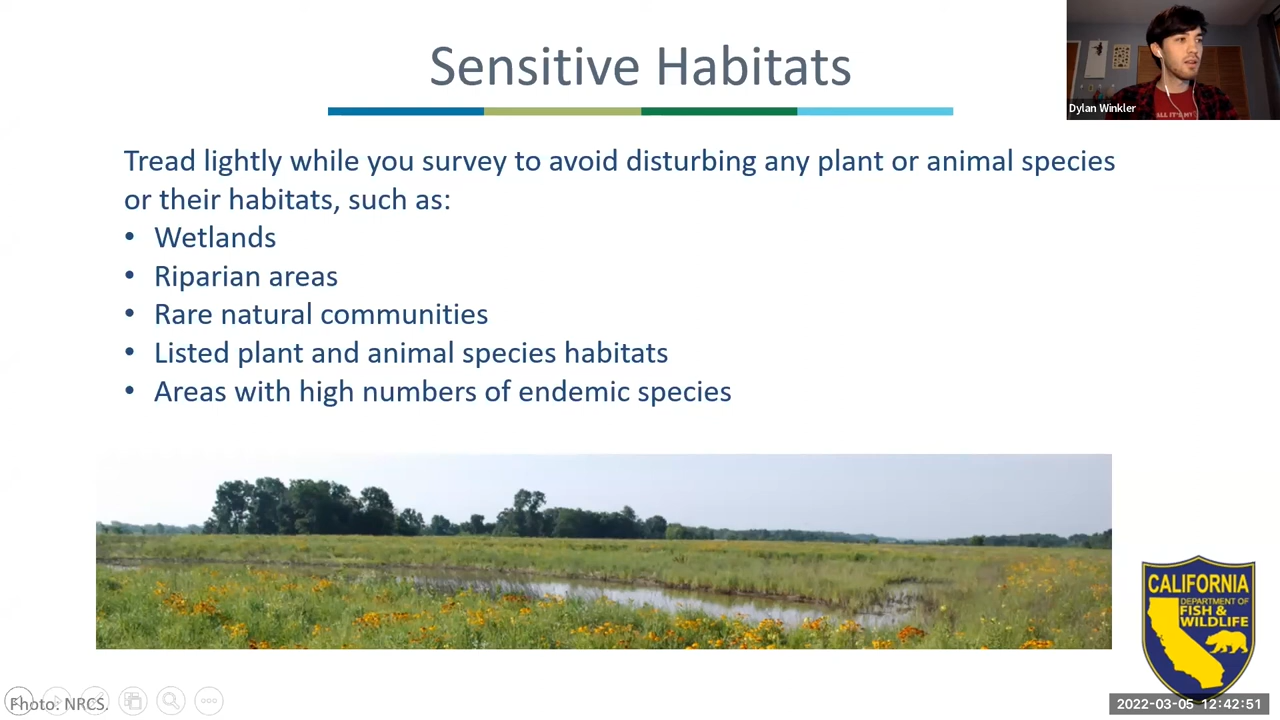 Sensitive Habitats
Dylan Winkler
Tread lightly while you survey to avoid disturbing any plant or animal species
or their habitats, such as:
• Wetlands
• Riparian areas
• Rare natural communities
• Listed plant and animal species habitats
• Areas with high numbers of endemic species
CALIFORNIA
DEPARTMENT OF
FISH &
WILDLIFE
Photo: NRCS.
2022-03-05 12:42:51